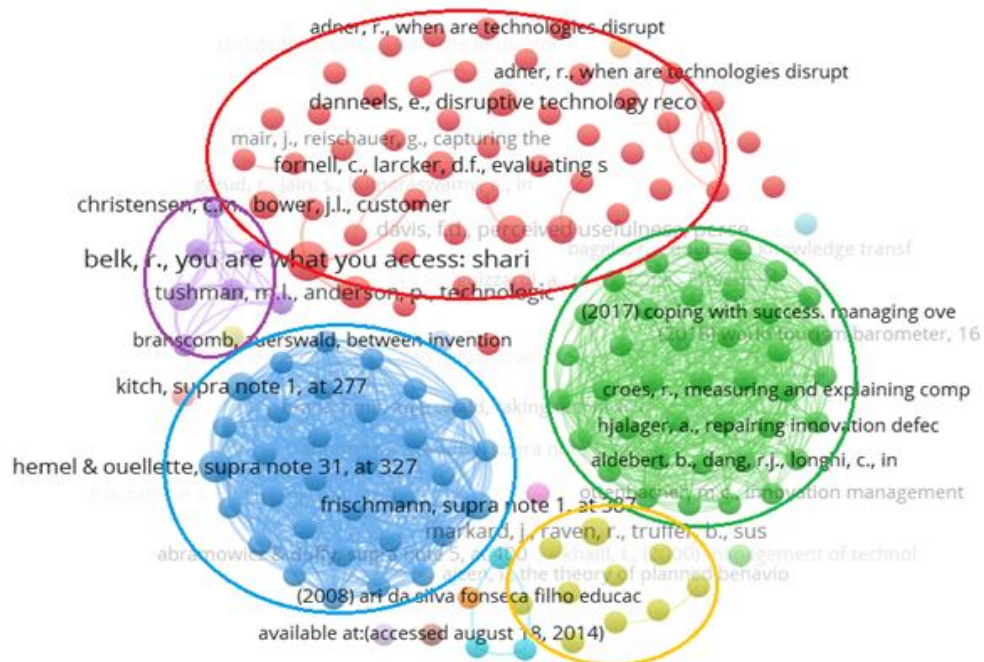 adner, r., when are technologies disrupt
adner, r., when are technologies disrupt
danneels, e., disruptive technology reco
mair, j., reischauer, g., capturing the
fornell, c., larcker, d.f., evaluating s
christensen, c.m., bower, j.l., customer
davis, f.d., perceived usefulness, perce
knowledge transf
belk, r., you are what you access: shari
tushman, m.l., anderson, p., technologic
(2017) coping with success. managing ove
world tourism barometer, 16
branscomb, auerswald, between invention
kitch, supra note 1, at 277
croes, r., measuring and explaining comp
hjalager, a., repairing innovation defec
aldebert, b., dang, r.j., longhi, c., in
hemel & ouellette, supra note 31, at 327
innovation management
frischmann, supra note 1, at 387
markard, j., raven, r., truffer, b., sus
abramowicz & duffy, supra note 5, at 400
khalil, t., (2000) management of technol
the theory of planned behavio
(2008) ari da silva fonseca filho educac
available at:(accessed august 18, 2014)